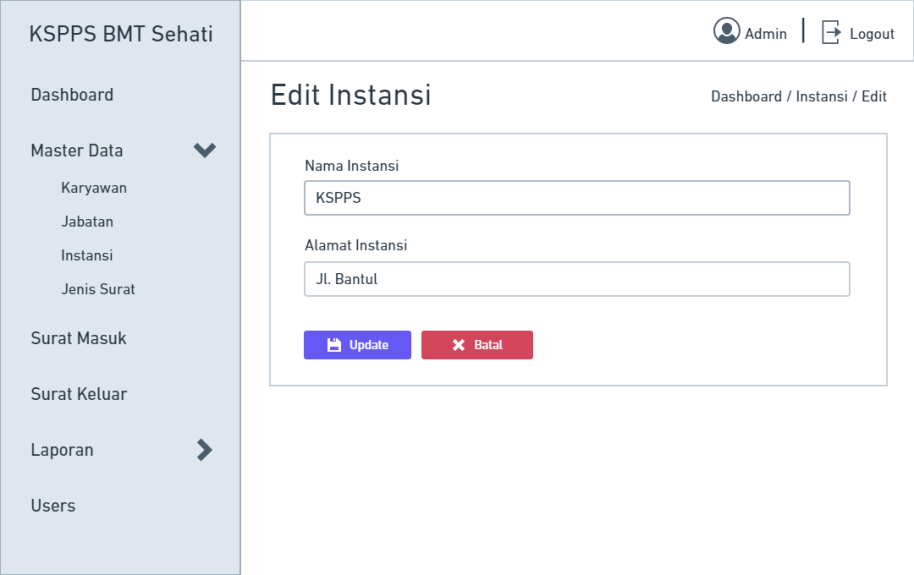 KSPPS BMT Sehati
Dashboard
Master Data
Karyawan
Jabatan
Instansi
Jenis Surat
Surat Masuk
Surat Keluar
Laporan
Users
Admin
Logout
Edit Instansi
Dashboard / Instansi / Edit
Nama Instansi
KSPPS
Alamat Instansi
Jl. Bantul
Update
Batal